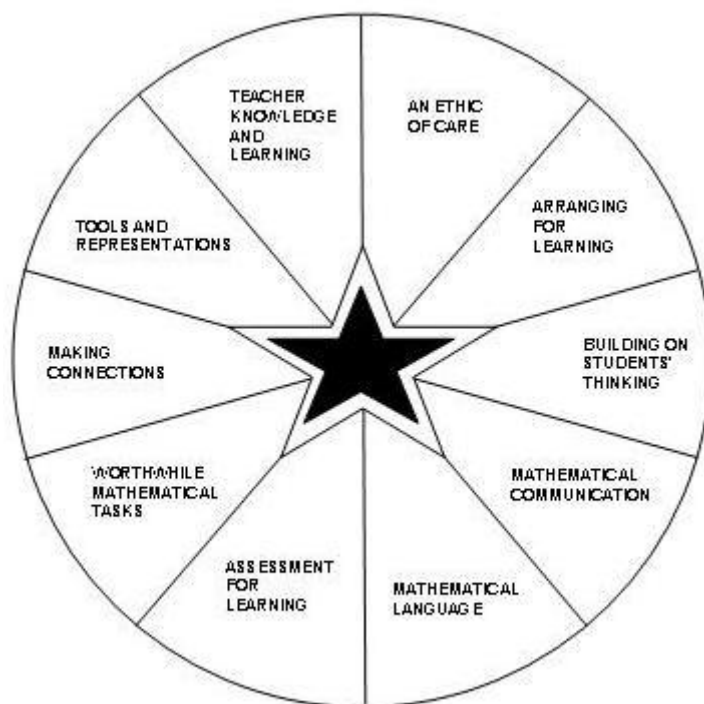 TEACHER
KNOWLEDGE
AND
LEARNING
AN ETHIC
OF CARE
ARRANGING
FOR
LEARNING
BUILDING ON
STUDENTS'
THINKING
MATHEMATICAL
COMMUNICATION
MATHEMATICAL
LANGUAGE
ASSESSMENT
FOR
LEARNING
WORTHWHILE
MATHEMATICAL
TASKS
MAKING
CONNECTIONS
TOOLS AND
REPRESENTATIONS